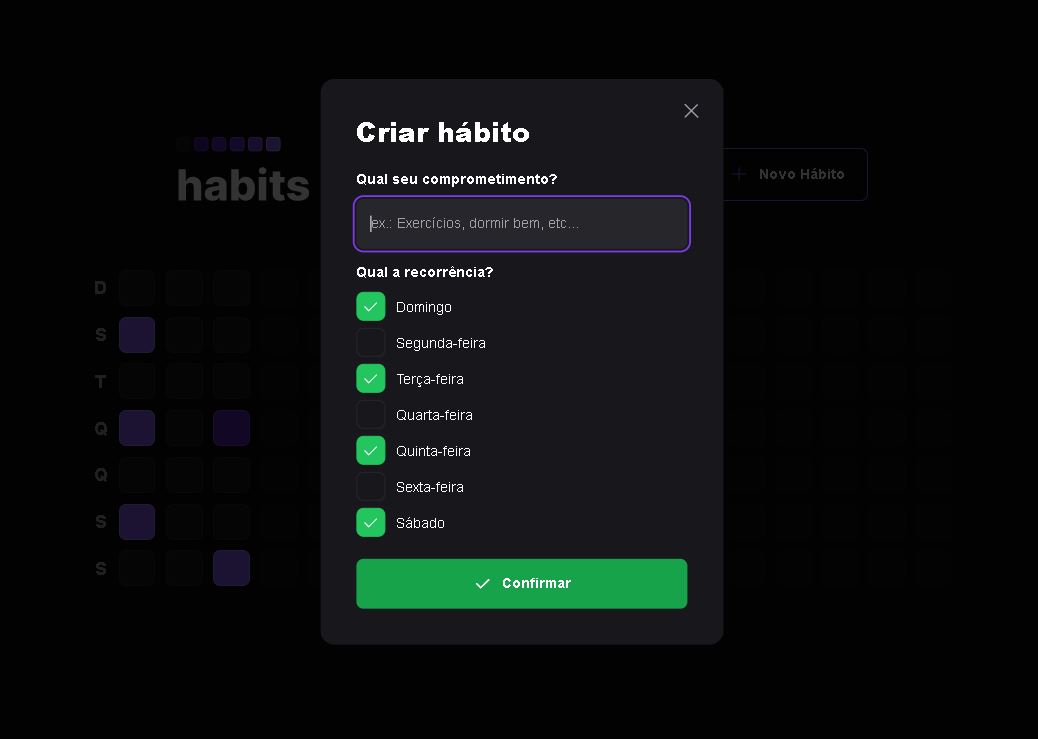 Criar hábito
habits
Novo Hábito
Qual seu comprometimento?
ex.: Exercícios, dormir bem, etc...
Qual a recorrência?
D
S
T
Q
Q
S
S
Domingo
Segunda-feira
Terça-feira
Quarta-feira
Quinta-feira
Sexta-feira
Sábado
Confirmar